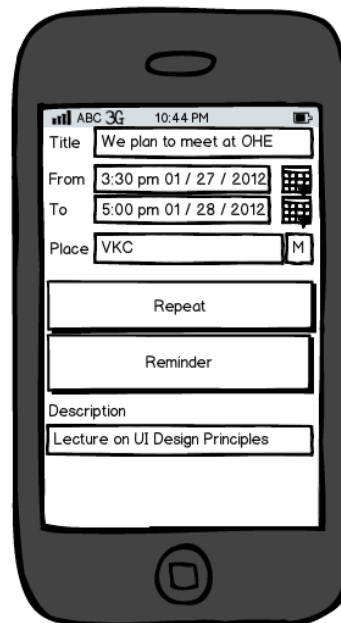 ABC 3G 10:44 PM
Title We plan to meet at OHE
From 3:30 pm 01 / 27 / 2012
To 5:00 pm 01 / 28 / 2012
Place VKC M
Repeat
Reminder
Description
Lecture on UI Design Principles